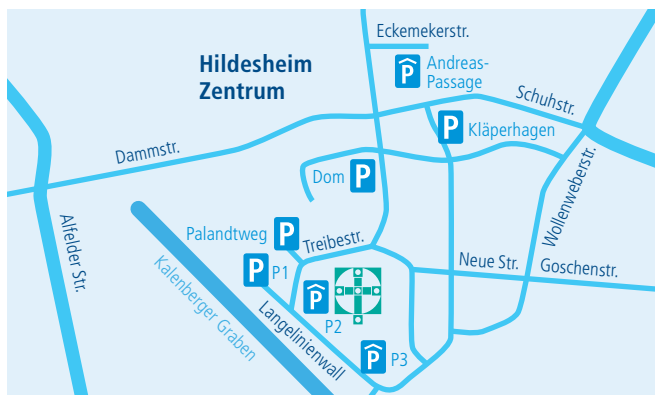 Eckemekerstr.
Hildesheim
Zentrum
P
Andreas-
Passage
Schuhstr.
P
Kläperhagen
Dammstr.
Dom
P
Wollenweberstr.
Alfelder Str.
Palandtweg
P
Treibestr.
Neue Str.
Goschenstr.
P
P1
Kalenberger Graben
P
P2
Langelinienwall
P
P3